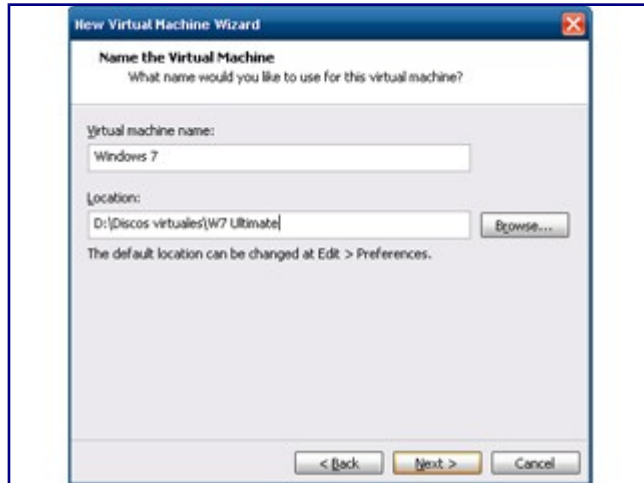 New Virtual Machine Wizard
Name the Virtual Machine
What name would you like to use for this virtual machine?
Virtual machine name:
Windows 7
Location:
D:\Discos virtuales\W7 Ultimate
Browse...
The default location can be changed at Edit > Preferences.
< Back Next > Cancel